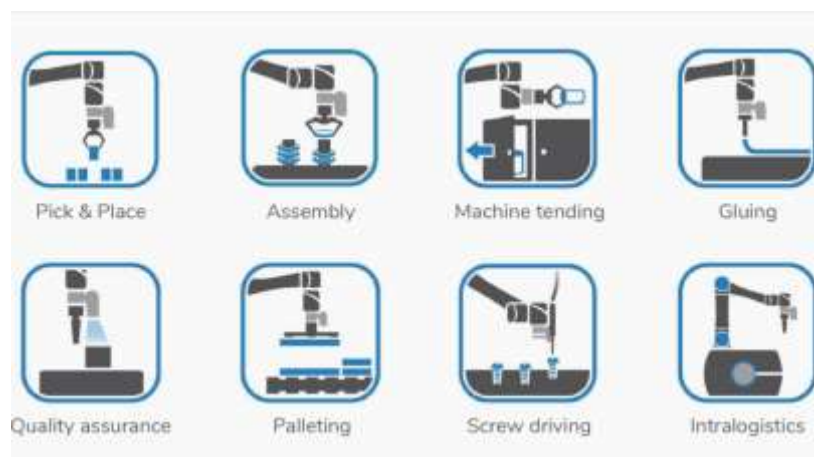 Pick & Place
Assembly
Machine tending
Gluing
Quality assurance
Palleting
Screw driving
Intralogistics